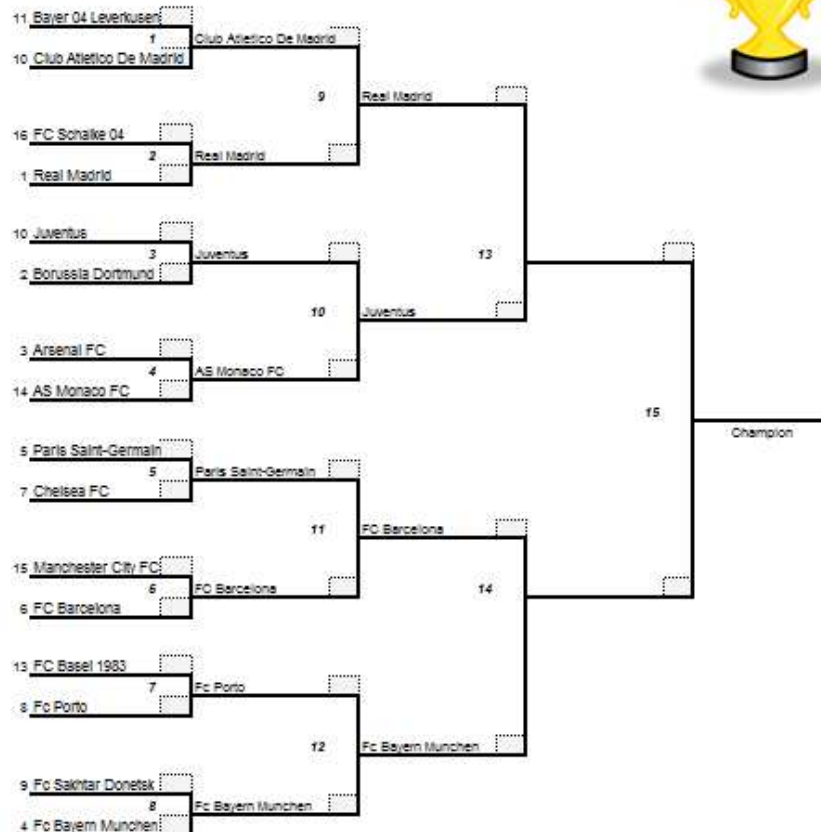 11 Bayer 04 Leverkusen
1 Club Atletico De Madrid
10 Club Atletico De Madrid
9 Real Madrid
16 FC Schalke 04
2 Real Madrid
1 Real Madrid
10 Juventus
3 Juventus
13
2 Borussia Dortmund
10 Juventus
3 Arsenal FC
4 AS Monaco FC
14 AS Monaco FC
15
Champion
5 Paris Saint-Germain
5 Paris Saint-Germain
7 Chelsea FC
11 FC Barcelona
15 Manchester City FC
6 FC Barcelona
14
6 FC Barcelona
13 FC Basel 1983
7 Fc Porto
8 Fc Porto
12 Fc Bayern Munchen
9 Fc Sakhtar Donetsk
8 Fc Bayern Munchen
4 Fc Bayern Munchen